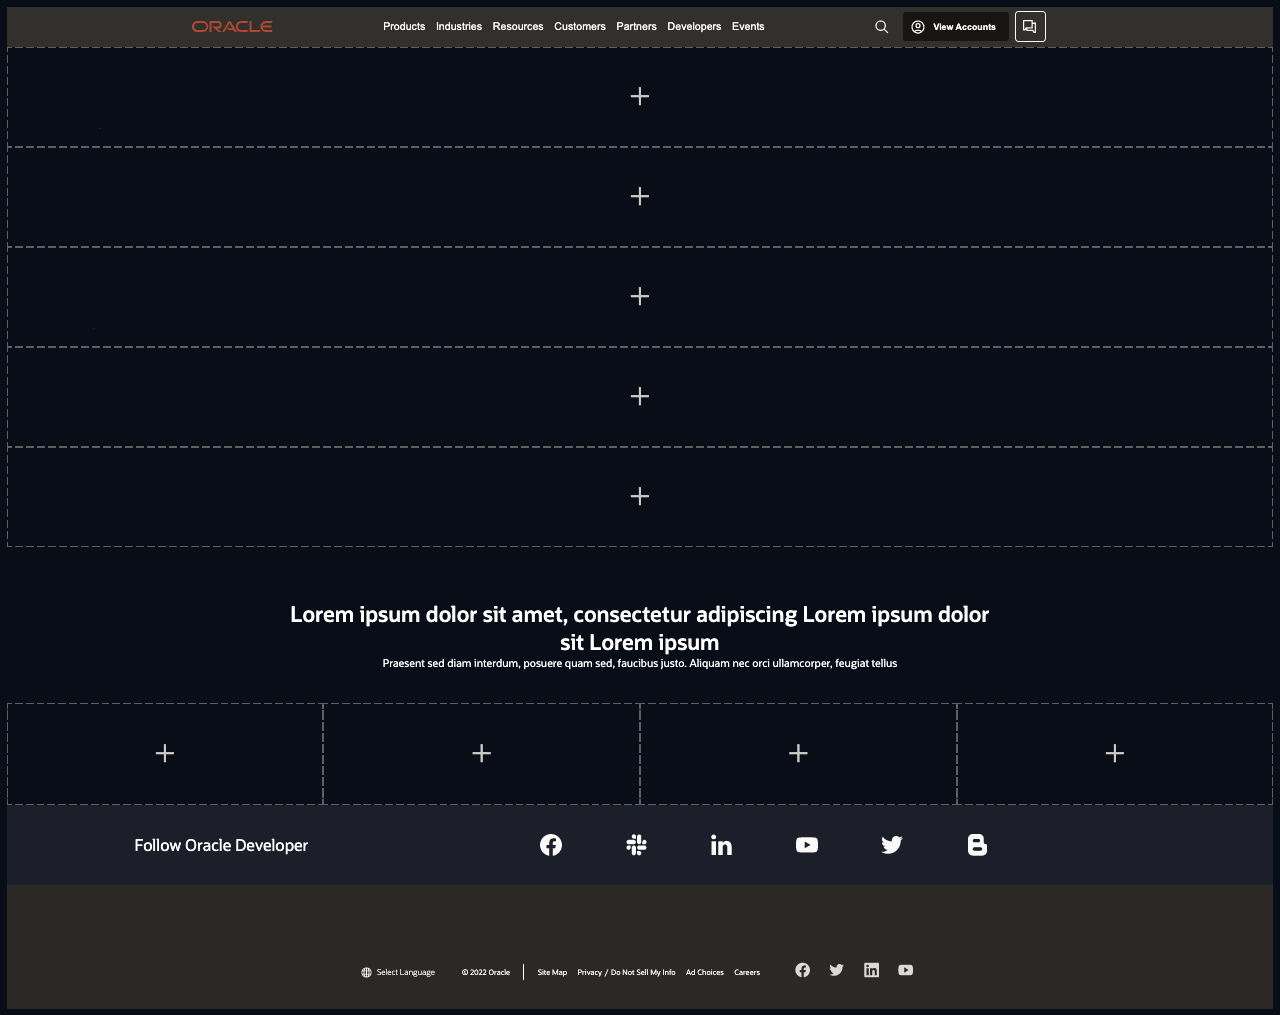 ORACLE
Products Industries Resources Customers Partners Developers Events
View Accounts
Lorem ipsum dolor sit amet, consectetur adipiscing Lorem ipsum dolor
sit Lorem ipsum
Praesent sed diam interdum, posuere quam sed, faucibus justo. Aliquam nec orci ullamcorper, feugiat tellus
Follow Oracle Developer
Select Language © 2022 Oracle Site Map Privacy / Do Not Sell My Info Ad Choices Careers